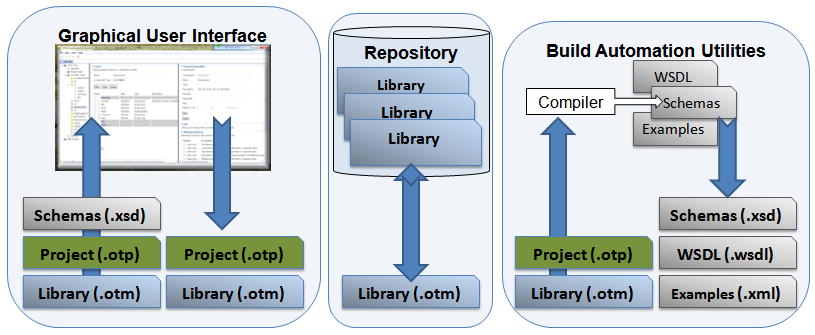 Graphical User Interface
Schemas (.xsd)
Project (.otp)
Library (.otm)
Project (.otp)
Library (.otm)
Repository
Library
Library
Library
Library (.otm)
Build Automation Utilities
Compiler
WSDL
Schemas
Examples
Project (.otp)
Library (.otm)
Schemas (.xsd)
WSDL (.wsdl)
Examples (.xml)